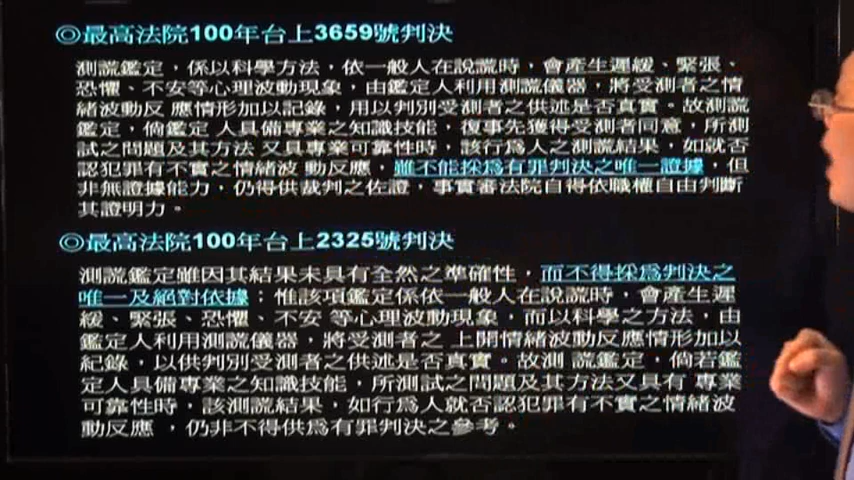 ◎最高法院100年台上3659號判決
測謊鑑定，係以科學方法，依一般人在說謊時，會產生遲緩、緊張、
恐懼、不安等心理波動現象，由鑑定人利用測謊儀器，將受測者之情
緒波動反 應情形加以記錄，用以判別受測者之供述是否真實。故測謊
鑑定，倘鑑定 人具備專業之知識技能，復事先獲得受測者同意，所測
試之問題及其方法 又具專業可靠性時，該行為人之測謊結果，如就否
認犯罪有不實之情緒波 動反應，雖不能採為有罪判決之唯一證據，但
非無證據能力，仍得供裁判之佐證，事實審法院自得依職權自由判斷
其證明力。
◎最高法院100年台上2325號判決
測謊鑑定雖因其結果未具有全然之準確性，而不得採為判決之
唯一及絕對依據；惟該項鑑定係依一般人在說謊時，會產生遲
緩、緊張、恐懼、不安 等心理波動現象，而以科學之方法，由
鑑定人利用測謊儀器，將受測者之 上開情緒波動反應情形加以
紀錄，以供判別受測者之供述是否真實。故測 謊鑑定，倘若鑑
定人具備專業之知識技能，所測試之問題及其方法又具有 專業
可靠性時，該測謊結果，如行為人就否認犯罪有不實之情緒波
動反應 ，仍非不得供為有罪判決之參考。